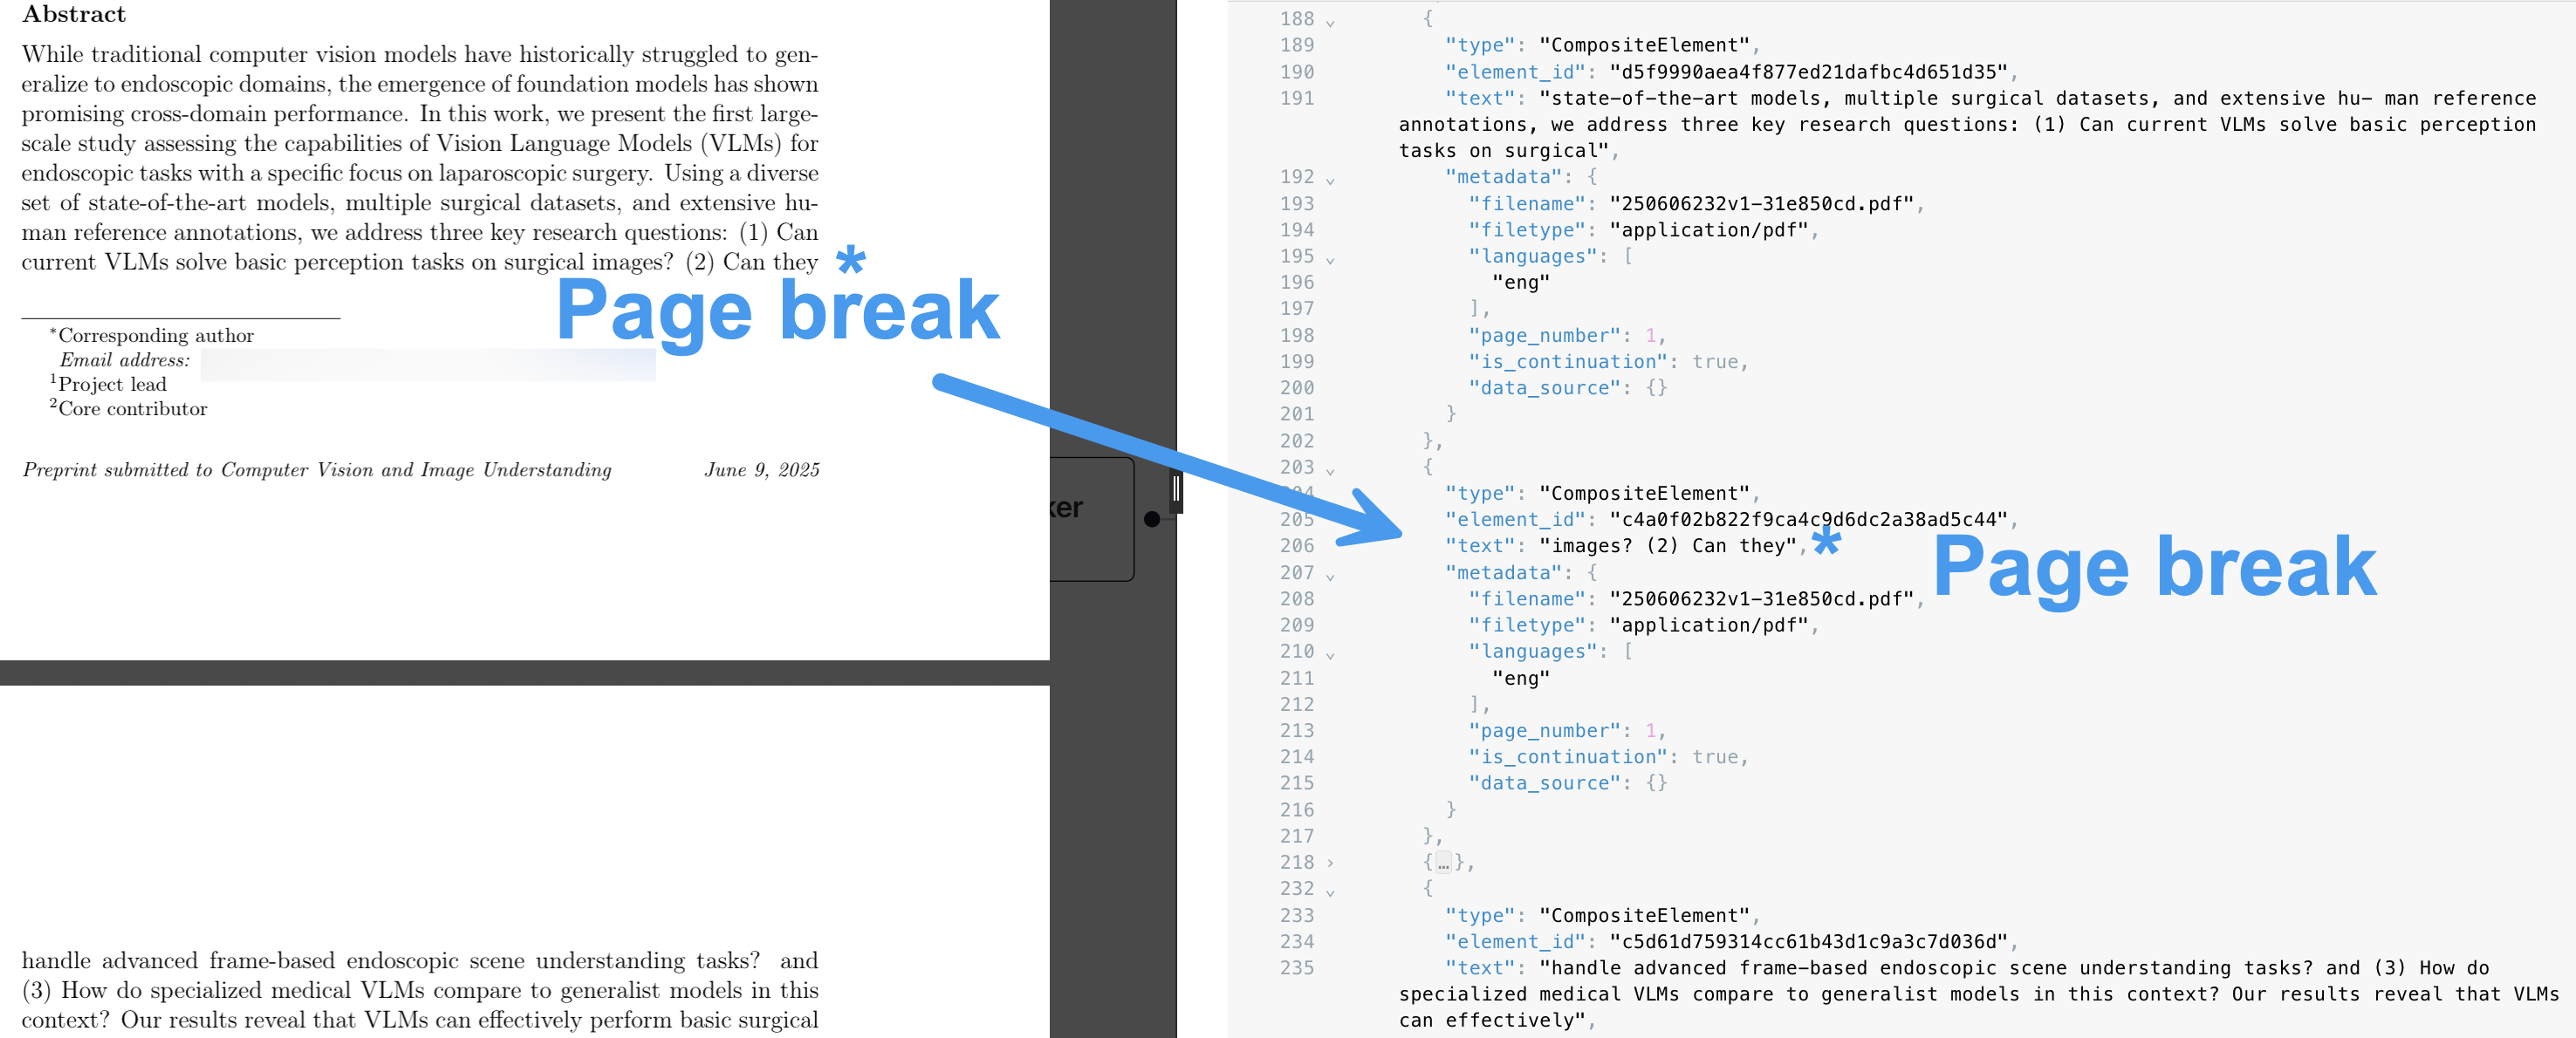 Abstract
While traditional computer vision models have historically struggled to gen-
eralize to endoscopic domains, the emergence of foundation models has shown
promising cross-domain performance. In this work, we present the first large-
scale study assessing the capabilities of Vision Language Models (VLMs) for
endoscopic tasks with a specific focus on laparoscopic surgery. Using a diverse
set of state-of-the-art models, multiple surgical datasets, and extensive hu-
man reference annotations, we address three key research questions: (1) Can
current VLMs solve basic perception tasks on surgical images? (2) Can they
*
Page break
*Corresponding author
Email address:
1Project lead
2Core contributor
Preprint submitted to Computer Vision and Image Understanding June 9, 2025
handle advanced frame-based endoscopic scene understanding tasks? and
(3) How do specialized medical VLMs compare to generalist models in this
context? Our results reveal that VLMs can effectively perform basic surgical
ker
188 {
189 "type": "CompositeElement",
190 "element_id": "d5f9990aea4f877ed21dafbc4d651d35",
191 "text": "state-of-the-art models, multiple surgical datasets, and extensive hu- man reference
annotations, we address three key research questions: (1) Can current VLMs solve basic perception
tasks on surgical",
192 "metadata": {
193 "filename": "250606232v1-31e850cd.pdf",
194 "filetype": "application/pdf",
195 "languages": [
196 "eng"
197 ],
198 "page_number": 1,
199 "is_continuation": true,
200 "data_source": {}
201 }
202 },
203 {
204 "type": "CompositeElement",
205 "element_id": "c4a0f02b822f9ca4c9d6dc2a38ad5c44",
206 "text": "images? (2) Can they",
* Page break
207 "metadata": {
208 "filename": "250606232v1-31e850cd.pdf",
209 "filetype": "application/pdf",
210 "languages": [
211 "eng"
212 ],
213 "page_number": 1,
214 "is_continuation": true,
215 "data_source": {}
216 }
217 },
218 {…},
232 {
233 "type": "CompositeElement",
234 "element_id": "c5d61d759314cc61b43d1c9a3c7d036d",
235 "text": "handle advanced frame-based endoscopic scene understanding tasks? and (3) How do
specialized medical VLMs compare to generalist models in this context? Our results reveal that VLMs
can effectively",